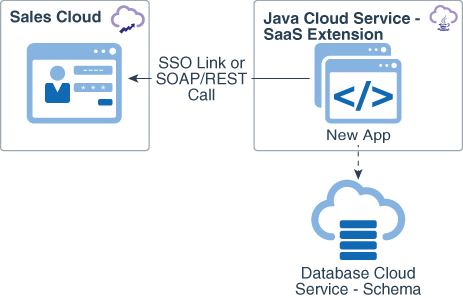 Sales Cloud
Java Cloud Service -
SaaS Extension
SSO Link or
SOAP/REST
Call
</>
New App
Database Cloud
Service - Schema